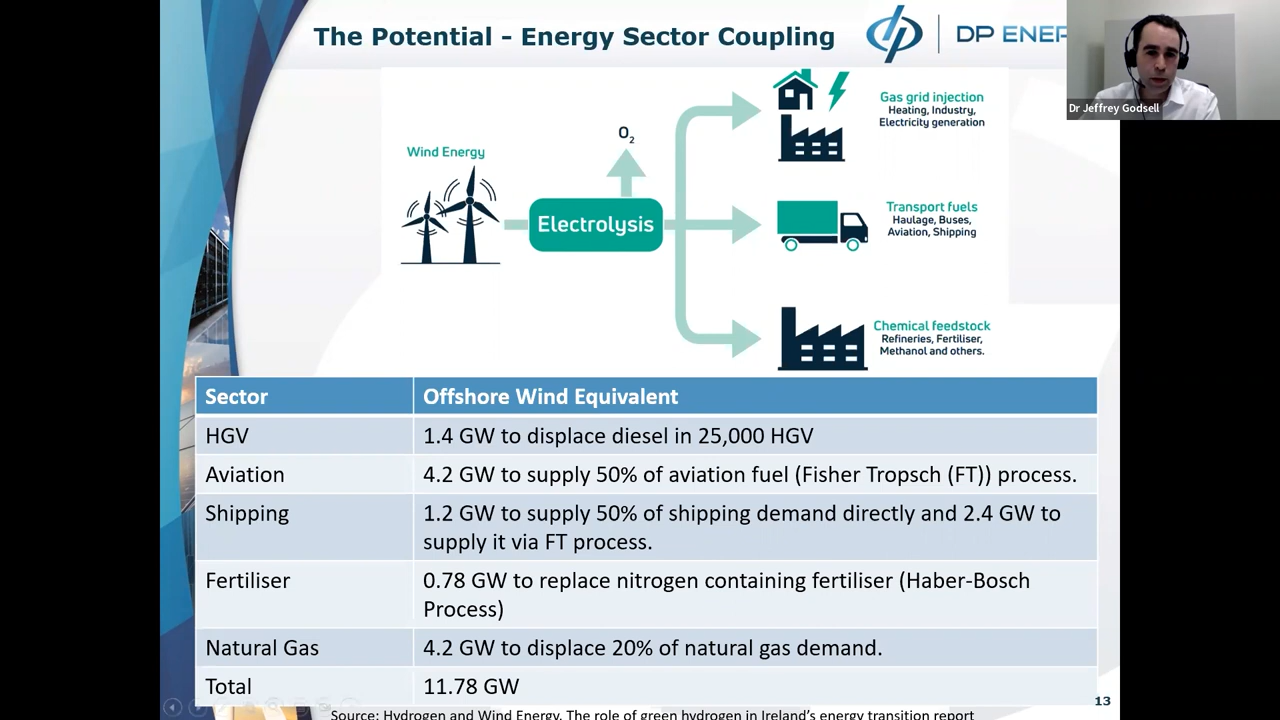 The Potential - Energy Sector Coupling
DP ENER
Dr Jeffrey Godsell
Wind Energy
O2
Electrolysis
Gas grid injection
Heating, Industry,
Electricity generation
Transport fuels
Haulage, Buses,
Aviation, Shipping
Chemical feedstock
Refineries, Fertiliser,
Methanol and others.
Sector Offshore Wind Equivalent
HGV 1.4 GW to displace diesel in 25,000 HGV
Aviation 4.2 GW to supply 50% of aviation fuel (Fisher Tropsch (FT)) process.
Shipping 1.2 GW to supply 50% of shipping demand directly and 2.4 GW to
supply it via FT process.
Fertiliser 0.78 GW to replace nitrogen containing fertiliser (Haber-Bosch
Process)
Natural Gas 4.2 GW to displace 20% of natural gas demand.
Total 11.78 GW
13
Source: Hydrogen and Wind Energy. The role of green hydrogen in Ireland's energy transition report